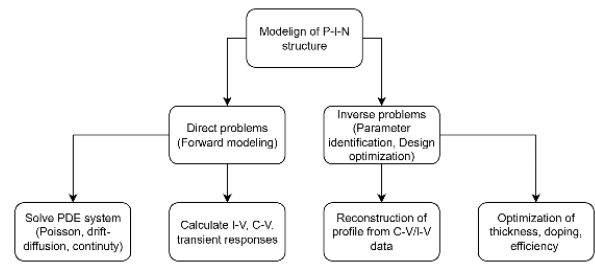 Modelign of P-I-N
structure
Direct problems
(Forward modeling)
Inverse problems
(Parameter
identification, Design
optimization)
Solve PDE system
(Poisson, drift-
diffusion, continuty)
Calculate I-V, C-V.
transient responses
Reconstruction of
profile from C-V/I-V
data
Optimization of
thickness, doping,
efficiency